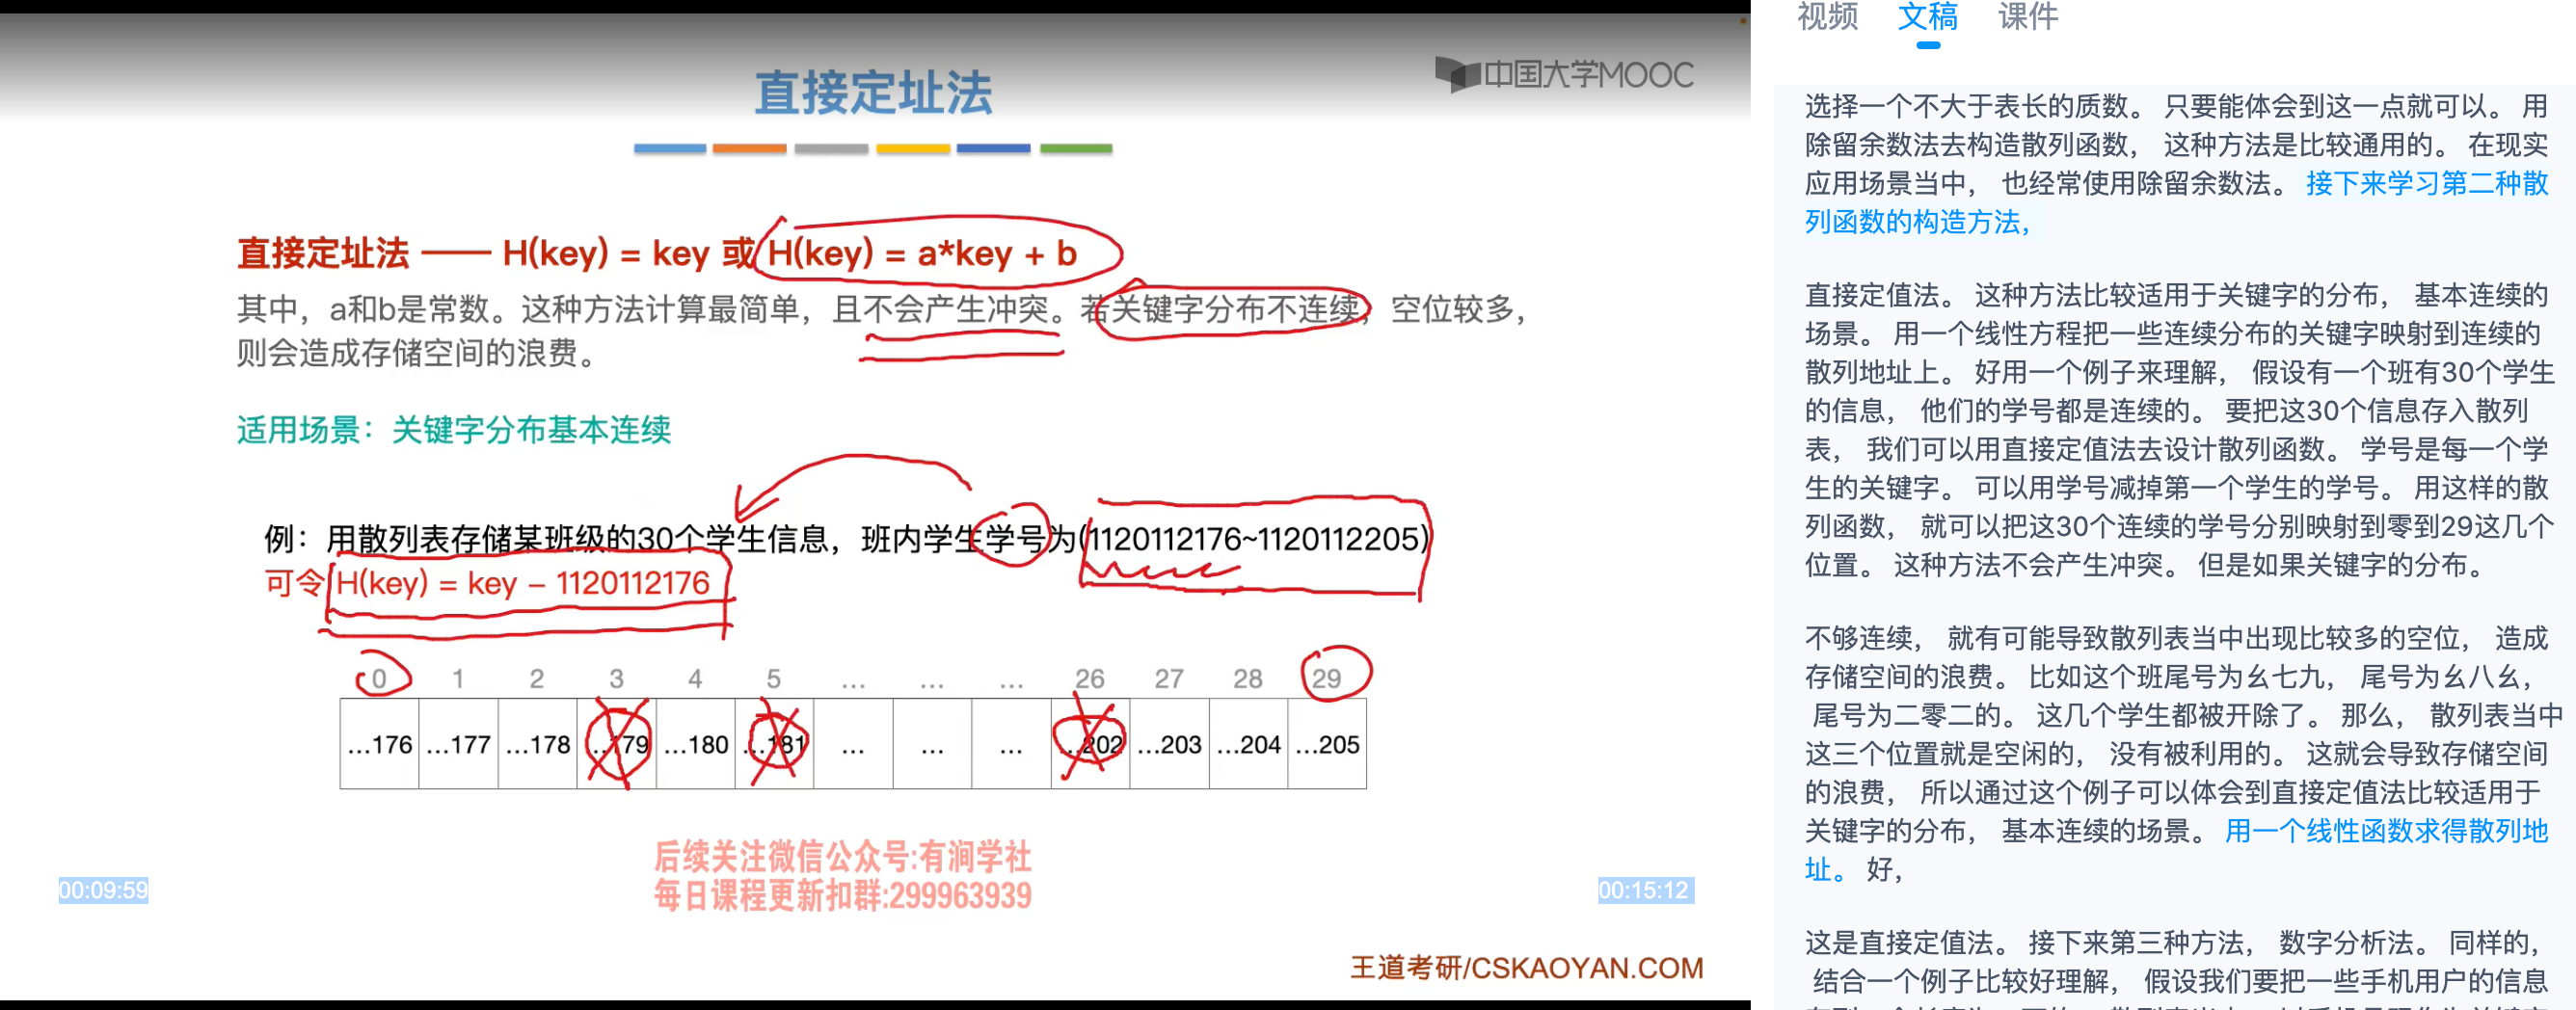 直接定址法
中国大学MOOC
直接定址法 —— H(key) = key 或 H(key) = a*key + b
其中，a和b是常数。这种方法计算最简单，且不会产生冲突。若关键字分布不连续，空位较多，
则会造成存储空间的浪费。
适用场景：关键字分布基本连续
例：用散列表存储某班级的30个学生信息，班内学生学号为(1120112176~1120112205)
可令 H(key) = key – 1120112176
0 1 2 3 4 5 ... ... ... 26 27 28 29
...176 ...177 ...178 ...179 ...180 ...181 ... ... ... ...202 ...203 ...204 ...205
后续关注微信公众号:有涧学社
每日课程更新扣群:299963939
00:09:59
00:15:12
王道考研/CSKAOYAN.COM
视频 文稿 课件
选择一个不大于表长的质数。 只要能体会到这一点就可以。 用
除留余数法去构造散列函数， 这种方法是比较通用的。 在现实
应用场景当中， 也经常使用除留余数法。 接下来学习第二种散
列函数的构造方法，
直接定值法。 这种方法比较适用于关键字的分布， 基本连续的
场景。 用一个线性方程把一些连续分布的关键字映射到连续的
散列地址上。 好用一个例子来理解， 假设有一个班有30个学生
的信息， 他们的学号都是连续的。 要把这30个信息存入散列
表， 我们可以用直接定值法去设计散列函数。 学号是每一个学
生的关键字。 可以用学号减掉第一个学生的学号。 用这样的散
列函数， 就可以把这30个连续的学号分别映射到零到29这几个
位置。 这种方法不会产生冲突。 但是如果关键字的分布。
不够连续， 就有可能导致散列表当中出现比较多的空位， 造成
存储空间的浪费。 比如这个班尾号为幺七九， 尾号为幺八幺，
尾号为二零二的。 这几个学生都被开除了。 那么， 散列表当中
这三个位置就是空闲的， 没有被利用的。 这就会导致存储空间
的浪费， 所以通过这个例子可以体会到直接定值法比较适用于
关键字的分布， 基本连续的场景。 用一个线性函数求得散列地
址。 好，
这是直接定值法。 接下来第三种方法， 数字分析法。 同样的，
结合一个例子比较好理解， 假设我们要把一些手机用户的信息